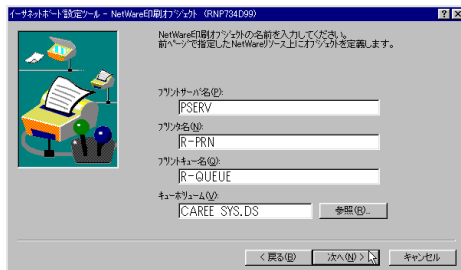 イーサネットボード設定ツール - NetWare印刷オブジェクト (RNP734D99)
NetWare印刷オブジェクトの名前を入力してください。
前ページで指定したNetWareリソース上にオブジェクトを定義します。
プリントサーバ名(P):
PSERV
プリンタ名(N):
R-PRN
プリントキュー名(Q):
R-QUEUE
キューボリューム(V):
CAREE SYS.DS
参照(R)...
< 戻る(B)
次へ(N) >
キャンセル